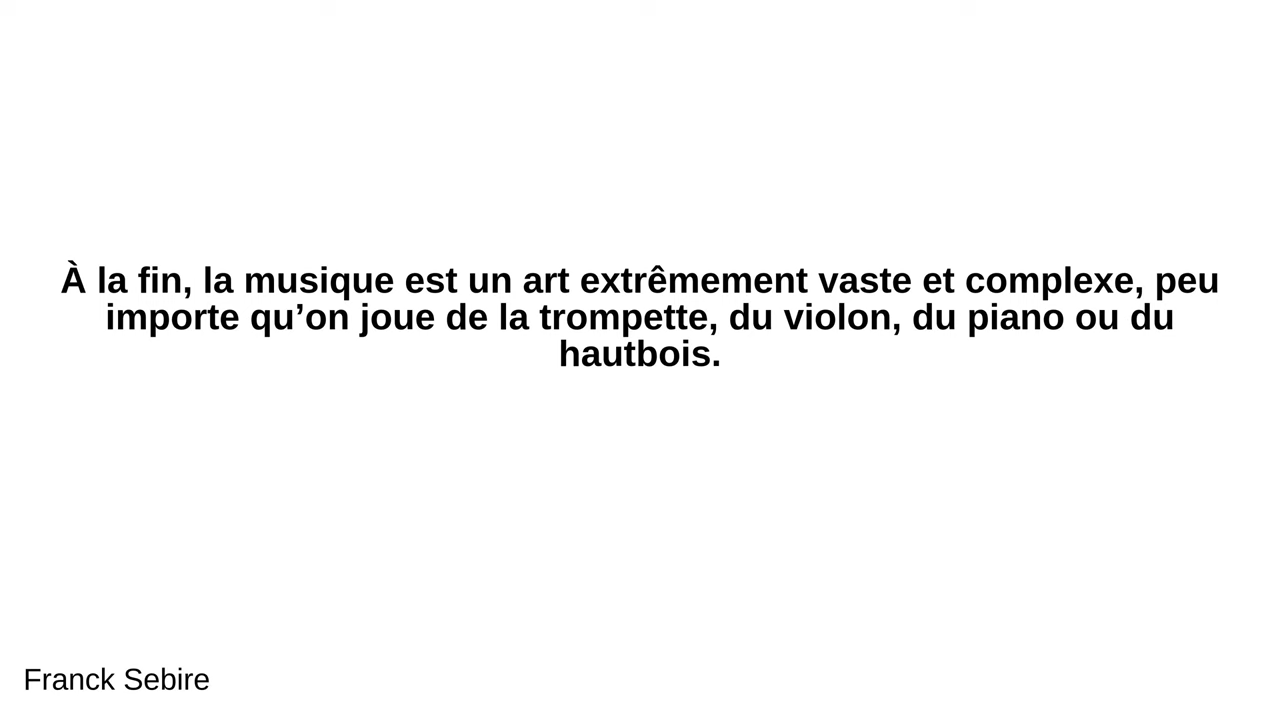 À la fin, la musique est un art extrêmement vaste et complexe, peu
importe qu’on joue de la trompette, du violon, du piano ou du
hautbois.
Franck Sebire